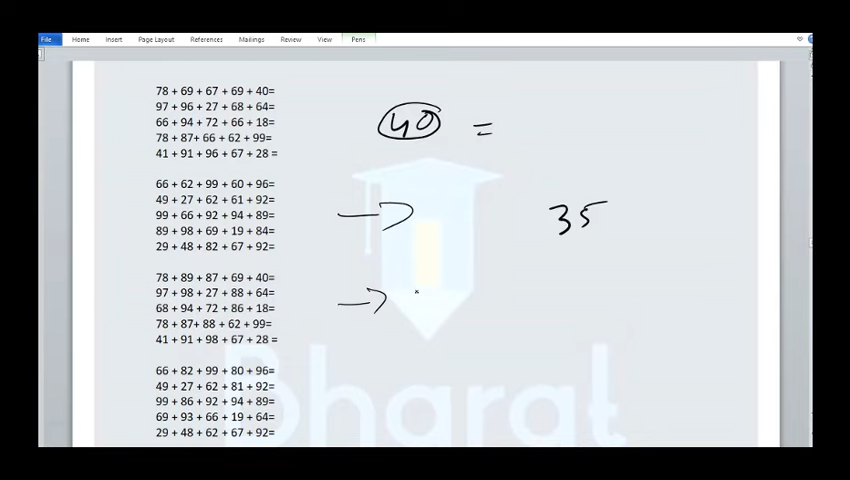 File Home Insert Page Layout References Mailings Review View Pens
78 + 69 + 67 + 69 + 40=
97 + 96 + 27 + 68 + 64=
66 + 94 + 72 + 66 + 18=
78 + 87+ 66 + 62 + 99=
41 + 91 + 96 + 67 + 28 =
40 =
66 + 62 + 99 + 60 + 96=
49 + 27 + 62 + 61 + 92=
99 + 66 + 92 + 94 + 89=
89 + 98 + 69 + 19 + 84=
29 + 48 + 82 + 67 + 92=
35
78 + 89 + 87 + 69 + 40=
97 + 98 + 27 + 88 + 64=
68 + 94 + 72 + 86 + 18=
78 + 87+ 88 + 62 + 99=
41 + 91 + 98 + 67 + 28 =
66 + 82 + 99 + 80 + 96=
49 + 27 + 62 + 81 + 92=
99 + 86 + 92 + 94 + 89=
69 + 93 + 66 + 19 + 64=
29 + 48 + 62 + 67 + 92=
Bharat